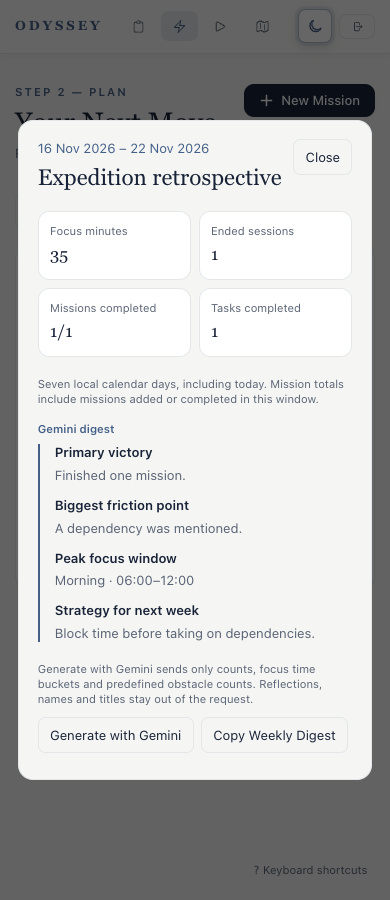 ODYSSEY
STEP 2 — PLAN
New Mission
Your Next Move
16 Nov 2026 – 22 Nov 2026
Close
Expedition retrospective
Focus minutes
35
Ended sessions
1
Missions completed
1/1
Tasks completed
1
Seven local calendar days, including today. Mission totals
include missions added or completed in this window.
Gemini digest
Primary victory
Finished one mission.
Biggest friction point
A dependency was mentioned.
Peak focus window
Morning · 06:00–12:00
Strategy for next week
Block time before taking on dependencies.
Generate with Gemini sends only counts, focus time
buckets and predefined obstacle counts. Reflections,
names and titles stay out of the request.
Generate with Gemini
Copy Weekly Digest
? Keyboard shortcuts